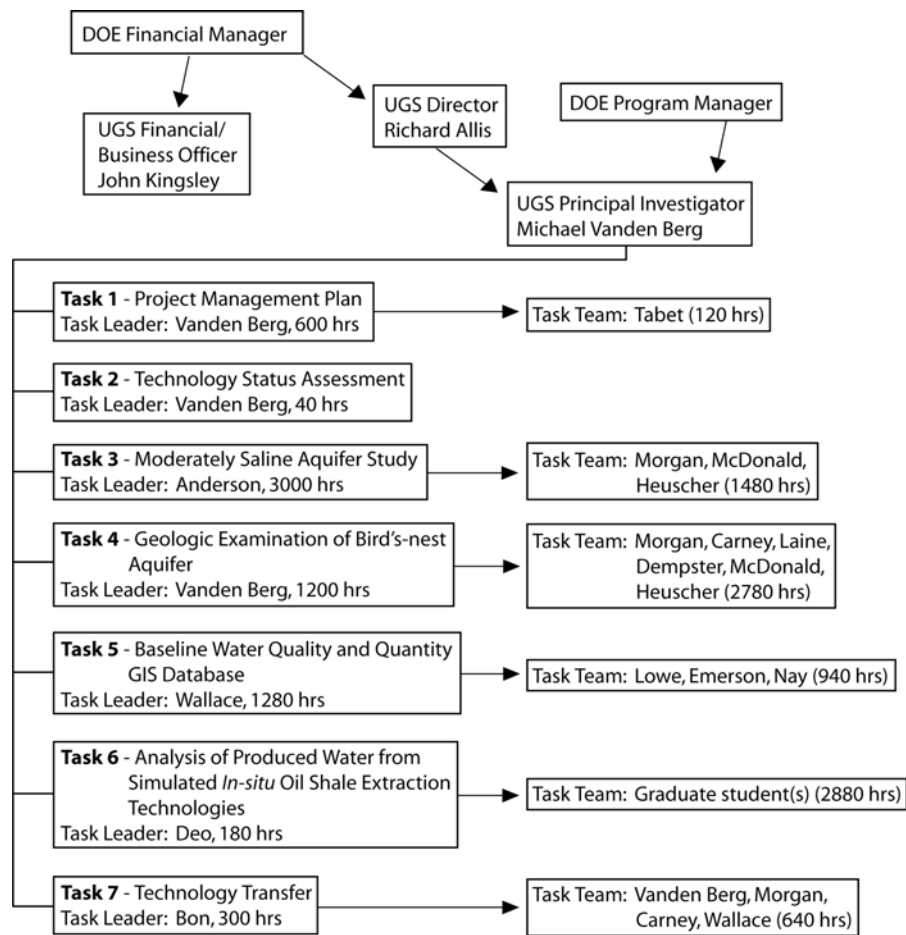 DOE Financial Manager
UGS Financial/
Business Officer
John Kingsley
UGS Director
Richard Allis
DOE Program Manager
UGS Principal Investigator
Michael Vanden Berg
Task 1 - Project Management Plan
Task Leader: Vanden Berg, 600 hrs
Task Team: Tabet (120 hrs)
Task 2 - Technology Status Assessment
Task Leader: Vanden Berg, 40 hrs
Task 3 - Moderately Saline Aquifer Study
Task Leader: Anderson, 3000 hrs
Task Team: Morgan, McDonald,
Heuscher (1480 hrs)
Task 4 - Geologic Examination of Bird's-nest
Aquifer
Task Leader: Vanden Berg, 1200 hrs
Task Team: Morgan, Carney, Laine,
Dempster, McDonald,
Heuscher (2780 hrs)
Task 5 - Baseline Water Quality and Quantity
GIS Database
Task Leader: Wallace, 1280 hrs
Task Team: Lowe, Emerson, Nay (940 hrs)
Task 6 - Analysis of Produced Water from
Simulated In-situ Oil Shale Extraction
Technologies
Task Leader: Deo, 180 hrs
Task Team: Graduate student(s) (2880 hrs)
Task 7 - Technology Transfer
Task Leader: Bon, 300 hrs
Task Team: Vanden Berg, Morgan,
Carney, Wallace (640 hrs)